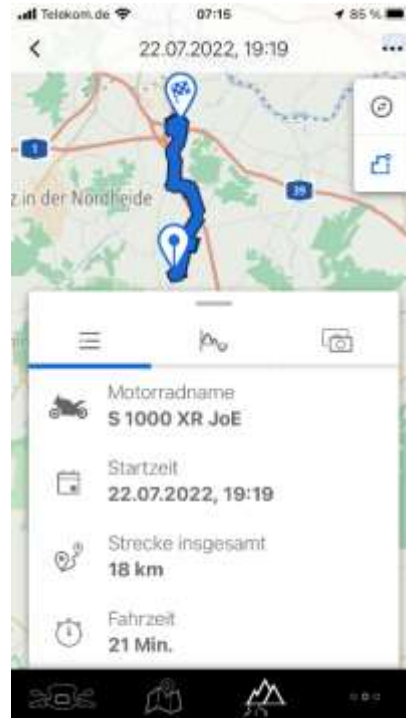 Telekom.de 07:15 85 %
22.07.2022, 19:19
1
39
z in der Nordheide
Motorradname
S 1000 XR JoE
Startzeit
22.07.2022, 19:19
Strecke insgesamt
18 km
Fahrzeit
21 Min.